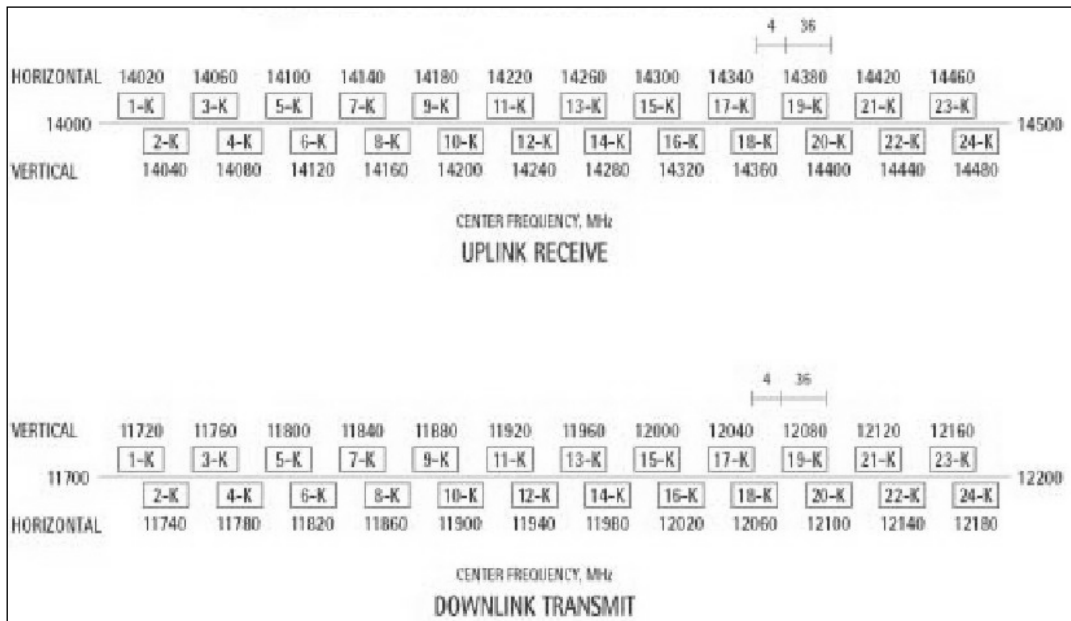 4 36
HORIZONTAL 14020 14060 14100 14140 14180 14220 14260 14300 14340 14380 14420 14460
1-K 3-K 5-K 7-K 9-K 11-K 13-K 15-K 17-K 19-K 21-K 23-K
14000 14500
2-K 4-K 6-K 8-K 10-K 12-K 14-K 16-K 18-K 20-K 22-K 24-K
VERTICAL 14040 14080 14120 14160 14200 14240 14280 14320 14360 14400 14440 14480
CENTER FREQUENCY, MHz
UPLINK RECEIVE
4 36
VERTICAL 11720 11760 11800 11840 11880 11920 11960 12000 12040 12080 12120 12160
1-K 3-K 5-K 7-K 9-K 11-K 13-K 15-K 17-K 19-K 21-K 23-K
11700 12200
2-K 4-K 6-K 8-K 10-K 12-K 14-K 16-K 18-K 20-K 22-K 24-K
HORIZONTAL 11740 11780 11820 11860 11900 11940 11980 12020 12060 12100 12140 12180
CENTER FREQUENCY, MHz
DOWNLINK TRANSMIT